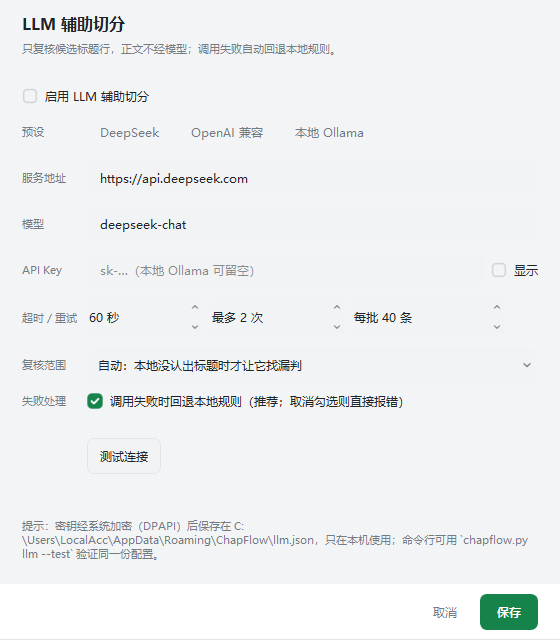 LLM 辅助切分
只复核候选标题行，正文不经模型；调用失败自动回退本地规则。
启用 LLM 辅助切分
预设 DeepSeek OpenAI 兼容 本地 Ollama
服务地址 https://api.deepseek.com
模型 deepseek-chat
API Key sk-...（本地 Ollama 可留空） 显示
超时 / 重试 60 秒 最多 2 次 每批 40 条
复核范围 自动：本地没认出标题时才让它找漏判
失败处理 调用失败时回退本地规则（推荐；取消勾选则直接报错）
测试连接
提示：密钥经系统加密（DPAPI）后保存在 C:
\Users\LocalAcc\AppData\Roaming\ChapFlow\llm.json，只在本机使用；命令行可用 `chapflow.py
llm --test` 验证同一份配置。
取消 保存